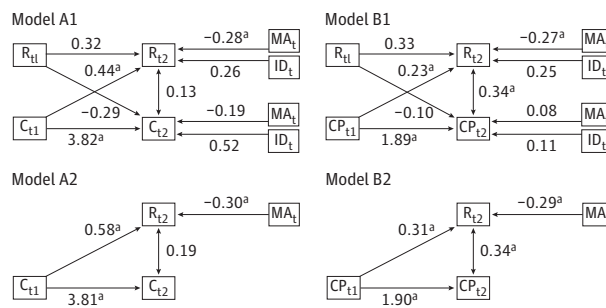 Model A1
R_tl 0.32 R_t2 −0.28^a MA_t
0.44^a 0.26 ID_t
0.13
−0.29 −0.19 MA_t
C_t1 3.82^a C_t2 0.52 ID_t
Model B1
R_tl 0.33 R_t2 −0.27^a MA
0.23^a 0.25 ID_t
0.34^a
−0.10 0.08 MA
CP_t1 1.89^a CP_t2 0.11 ID_t
Model A2
R_t2 −0.30^a MA_t
0.58^a
0.19
C_t1 3.81^a C_t2
Model B2
R_t2 −0.29^a MA
0.31^a
0.34^a
CP_t1 1.90^a CP_t2